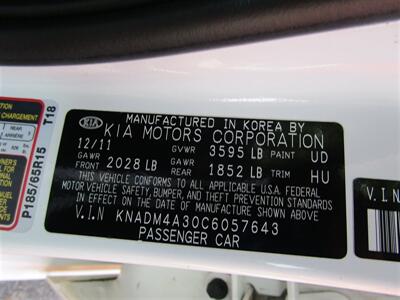 MANUFACTURED IN KOREA BY
KIA KIA MOTORS CORPORATION
12/11 GVWR 3595 LB PAINT UD
GAWR FRONT 2028 LB GAWR REAR 1852 LB TRIM HU
THIS VEHICLE CONFORMS TO ALL APPLICABLE U.S.A. FEDERAL
MOTOR VEHICLE SAFETY, BUMPER, AND THEFT PREVENTION STANDARDS
IN EFFECT ON THE DATE OF MANUFACTURE SHOWN ABOVE.
V.I.N KNADM4A30C6057643
PASSENGER CAR
P185/65R15 T18
V.I.N